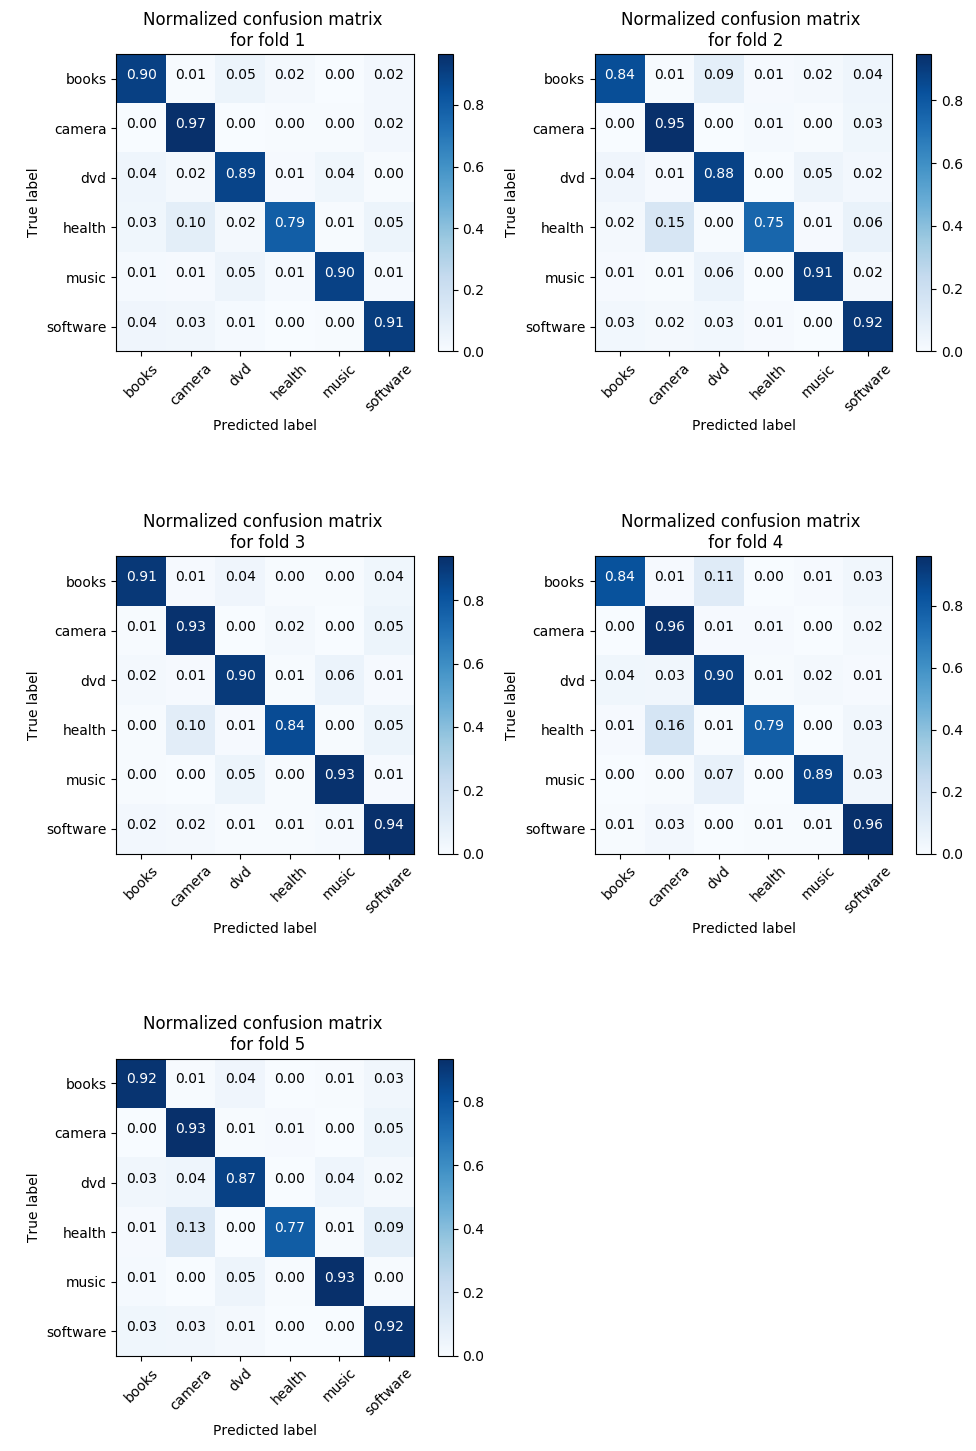 Normalized confusion matrix
for fold 1
True label
books 0.90 0.01 0.05 0.02 0.00 0.02
camera 0.00 0.97 0.00 0.00 0.00 0.02
dvd 0.04 0.02 0.89 0.01 0.04 0.00
health 0.03 0.10 0.02 0.79 0.01 0.05
music 0.01 0.01 0.05 0.01 0.90 0.01
software 0.04 0.03 0.01 0.00 0.00 0.91
books camera dvd health music software
Predicted label
0.8
0.6
0.4
0.2
0.0
Normalized confusion matrix
for fold 2
True label
books 0.84 0.01 0.09 0.01 0.02 0.04
camera 0.00 0.95 0.00 0.01 0.00 0.03
dvd 0.04 0.01 0.88 0.00 0.05 0.02
health 0.02 0.15 0.00 0.75 0.01 0.06
music 0.01 0.01 0.06 0.00 0.91 0.02
software 0.03 0.02 0.03 0.01 0.00 0.92
books camera dvd health music software
Predicted label
0.8
0.6
0.4
0.2
0.0
Normalized confusion matrix
for fold 3
True label
books 0.91 0.01 0.04 0.00 0.00 0.04
camera 0.01 0.93 0.00 0.02 0.00 0.05
dvd 0.02 0.01 0.90 0.01 0.06 0.01
health 0.00 0.10 0.01 0.84 0.00 0.05
music 0.00 0.00 0.05 0.00 0.93 0.01
software 0.02 0.02 0.01 0.01 0.01 0.94
books camera dvd health music software
Predicted label
0.8
0.6
0.4
0.2
0.0
Normalized confusion matrix
for fold 4
True label
books 0.84 0.01 0.11 0.00 0.01 0.03
camera 0.00 0.96 0.01 0.01 0.00 0.02
dvd 0.04 0.03 0.90 0.01 0.02 0.01
health 0.01 0.16 0.01 0.79 0.00 0.03
music 0.00 0.00 0.07 0.00 0.89 0.03
software 0.01 0.03 0.00 0.01 0.01 0.96
books camera dvd health music software
Predicted label
0.8
0.6
0.4
0.2
0.0
Normalized confusion matrix
for fold 5
True label
books 0.92 0.01 0.04 0.00 0.01 0.03
camera 0.00 0.93 0.01 0.01 0.00 0.05
dvd 0.03 0.04 0.87 0.00 0.04 0.02
health 0.01 0.13 0.00 0.77 0.01 0.09
music 0.01 0.00 0.05 0.00 0.93 0.00
software 0.03 0.03 0.01 0.00 0.00 0.92
books camera dvd health music software
Predicted label
0.8
0.6
0.4
0.2
0.0